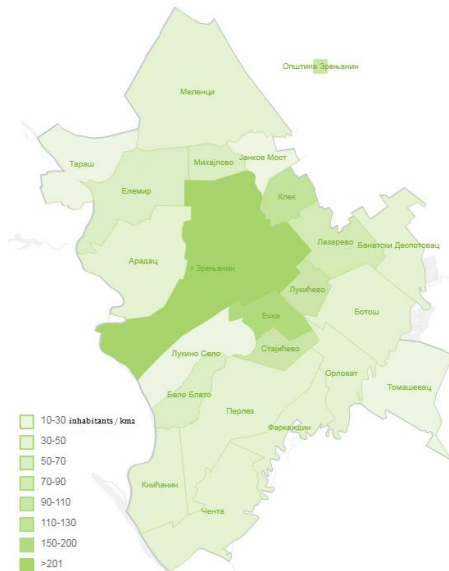 Општина Зрењанин
Меленци
Тараш
Михајлово
Јанков Мост
Елемир
Клек
Лазарево
Банатски Деспотовац
Арадац
г.Зрењанин
Лукићево
Ечка
Ботош
Лукино Село
Стајићево
Бело Блато
Орловат
Томашевац
Перлез
Фаркаждин
Книћанин
Чента
10-30 inhabitants / km2
30-50
50-70
70-90
90-110
110-130
150-200
>201